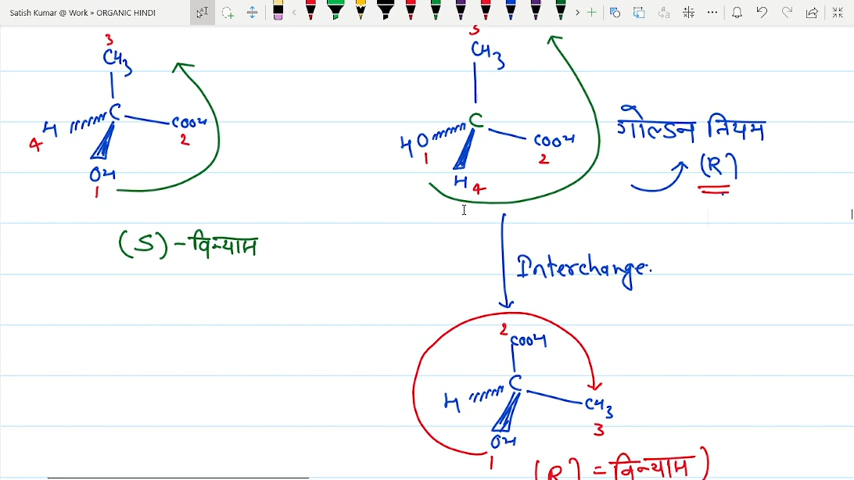 Satish Kumar @ Work » ORGANIC HINDI
3
CH3
C
H
4
COOH
2
OH
1
(S) - विन्यास
3
CH3
C
HO
1
COOH
2
H
4
गोल्डन नियम
(R)
Interchange.
2
COOH
C
H
CH3
3
OH
1
(R) = विन्यास)